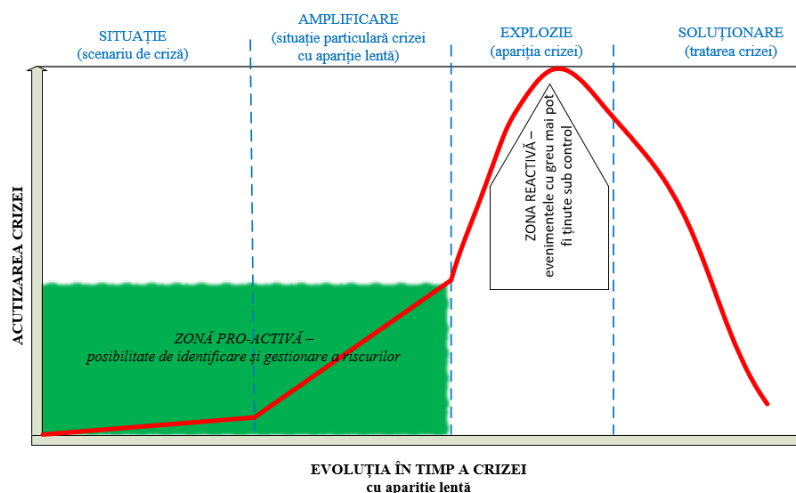 SITUAȚIE
(scenariu de criză)
AMPLIFICARE
(situație particulară crizei
cu apariție lentă)
EXPLOZIE
(apariția crizei)
SOLUȚIONARE
(tratarea crizei)
ACUTIZAREA CRIZEI
ZONĂ PRO-ACTIVĂ –
posibilitate de identificare și gestionare a riscurilor
ZONA REACTIVĂ –
evenimentele cu greu mai pot
fi ținute sub control
EVOLUȚIA ÎN TIMP A CRIZEI
cu apariție lentă